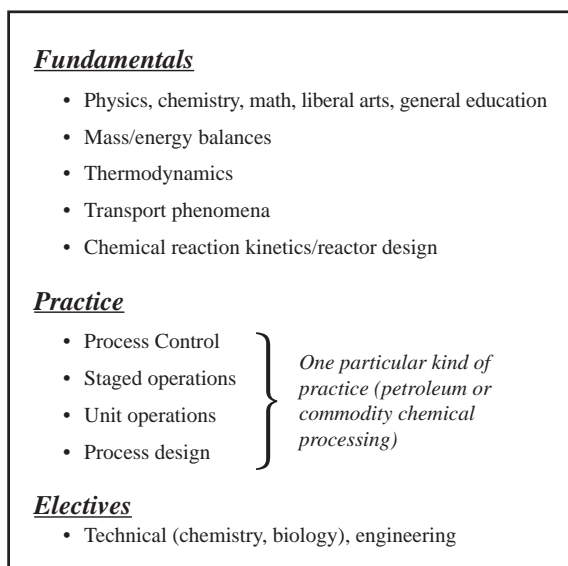 Fundamentals
• Physics, chemistry, math, liberal arts, general education
• Mass/energy balances
• Thermodynamics
• Transport phenomena
• Chemical reaction kinetics/reactor design
Practice
• Process Control
• Staged operations
• Unit operations
• Process design
One particular kind of
practice (petroleum or
commodity chemical
processing)
Electives
• Technical (chemistry, biology), engineering